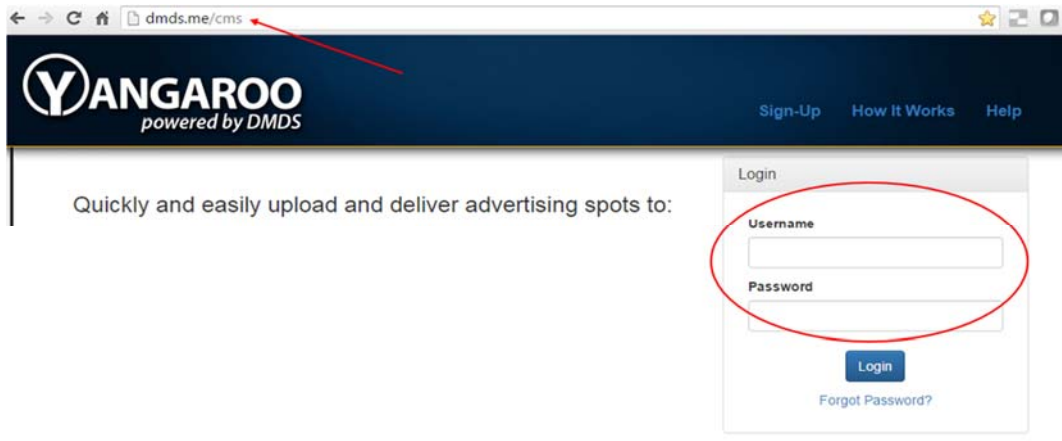 dmds.me/cms
YANGAROO
powered by DMDS
Sign-Up How It Works Help
Login
Quickly and easily upload and deliver advertising spots to:
Username
Password
Login
Forgot Password?